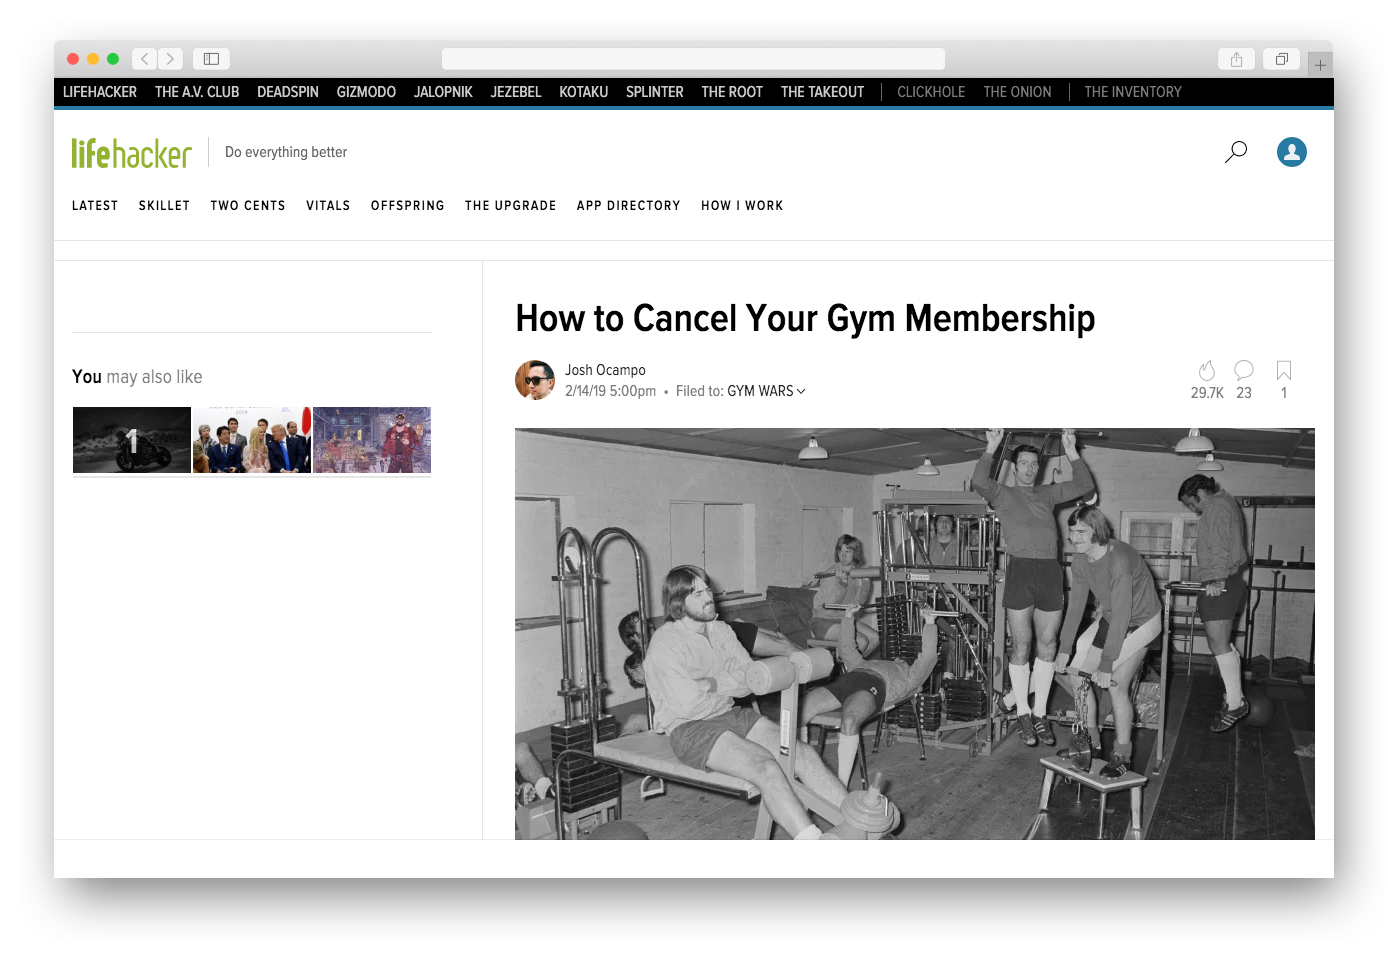 LIFEHACKER THE A.V. CLUB DEADSPIN GIZMODO JALOPNIK JEZEBEL KOTAKU SPLINTER THE ROOT THE TAKEOUT CLICKHOLE THE ONION THE INVENTORY
lifehacker Do everything better
LATEST SKILLET TWO CENTS VITALS OFFSPRING THE UPGRADE APP DIRECTORY HOW I WORK
You may also like
1
How to Cancel Your Gym Membership
Josh Ocampo
2/14/19 5:00pm • Filed to: GYM WARS
29.7K 23 1